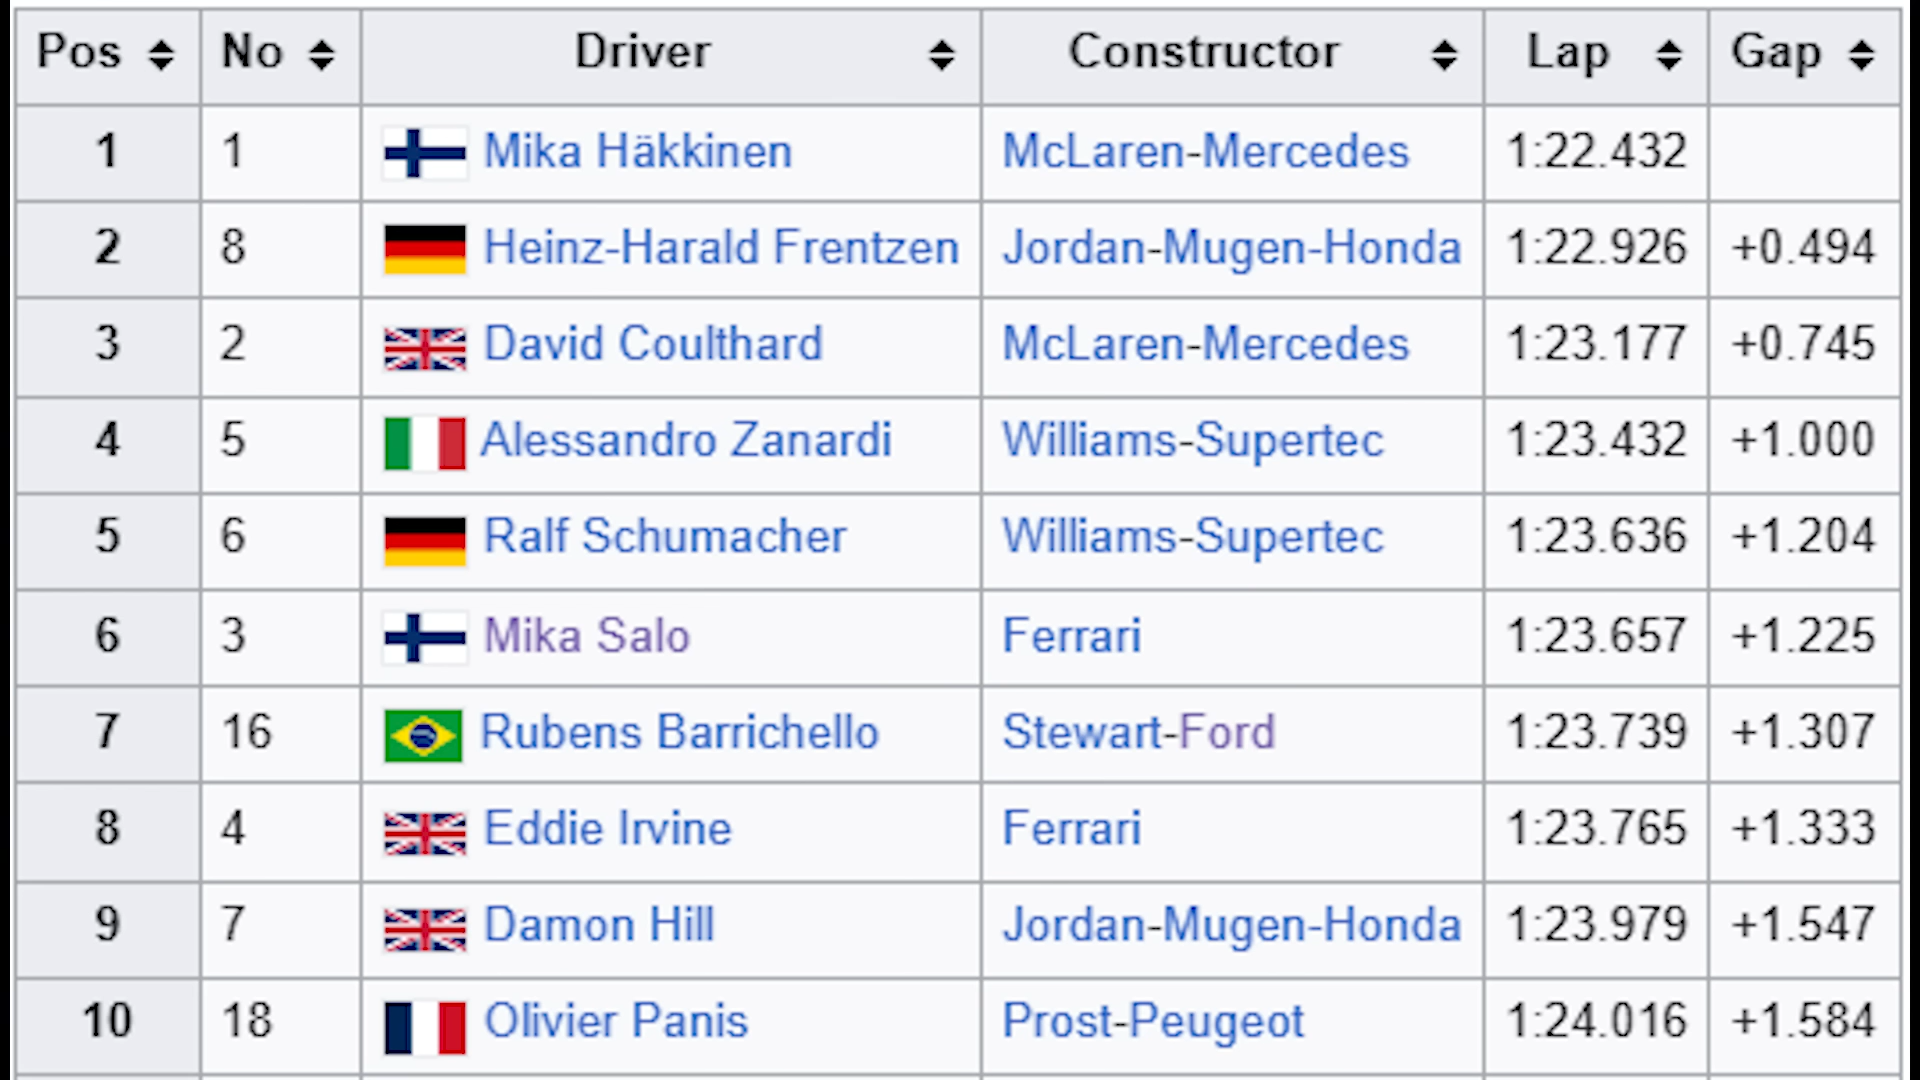 Pos No Driver Constructor Lap Gap
1 1 Mika Häkkinen McLaren-Mercedes 1:22.432
2 8 Heinz-Harald Frentzen Jordan-Mugen-Honda 1:22.926 +0.494
3 2 David Coulthard McLaren-Mercedes 1:23.177 +0.745
4 5 Alessandro Zanardi Williams-Supertec 1:23.432 +1.000
5 6 Ralf Schumacher Williams-Supertec 1:23.636 +1.204
6 3 Mika Salo Ferrari 1:23.657 +1.225
7 16 Rubens Barrichello Stewart-Ford 1:23.739 +1.307
8 4 Eddie Irvine Ferrari 1:23.765 +1.333
9 7 Damon Hill Jordan-Mugen-Honda 1:23.979 +1.547
10 18 Olivier Panis Prost-Peugeot 1:24.016 +1.584